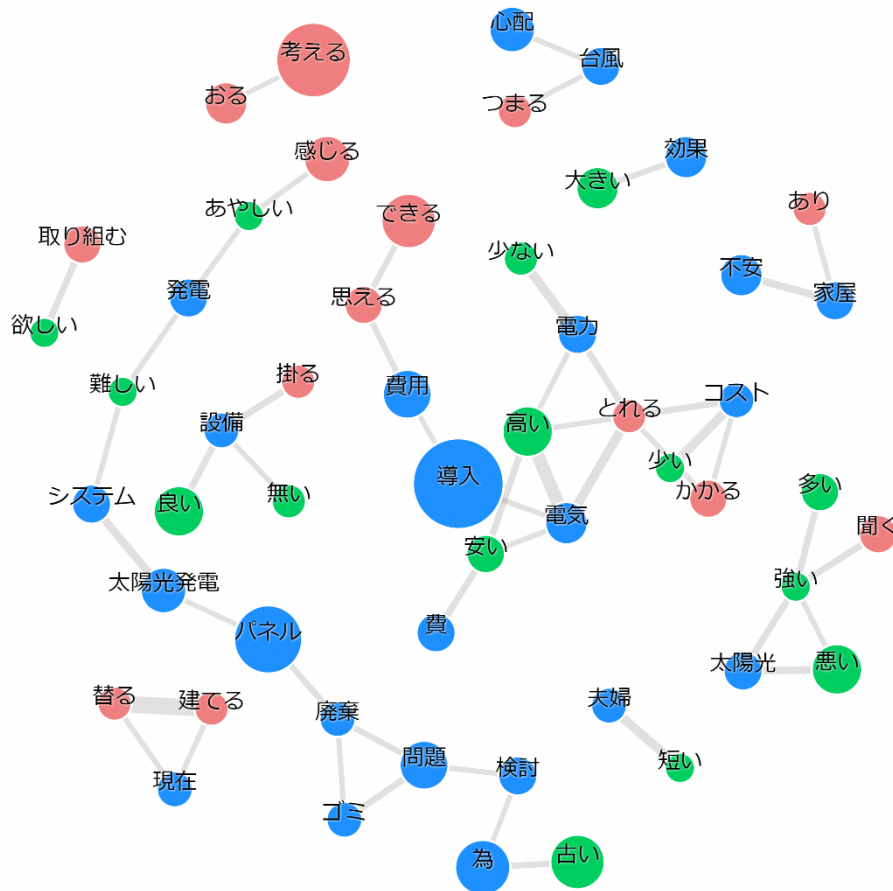 心配
考える
台風
おる
つまる
感じる
効果
大きい
あやしい
あり
できる
取り組む
少ない
不安
発電
思える
家屋
欲しい
電力
難しい
掛る
費用
コスト
設備
高い
とれる
少い
導入
システム
良い
無い
かかる
多い
電気
聞く
安い
太陽光発電
強い
パネル
費
太陽光
悪い
替る
建てる
廃棄
夫婦
問題
検討
短い
現在
ゴミ
為
古い